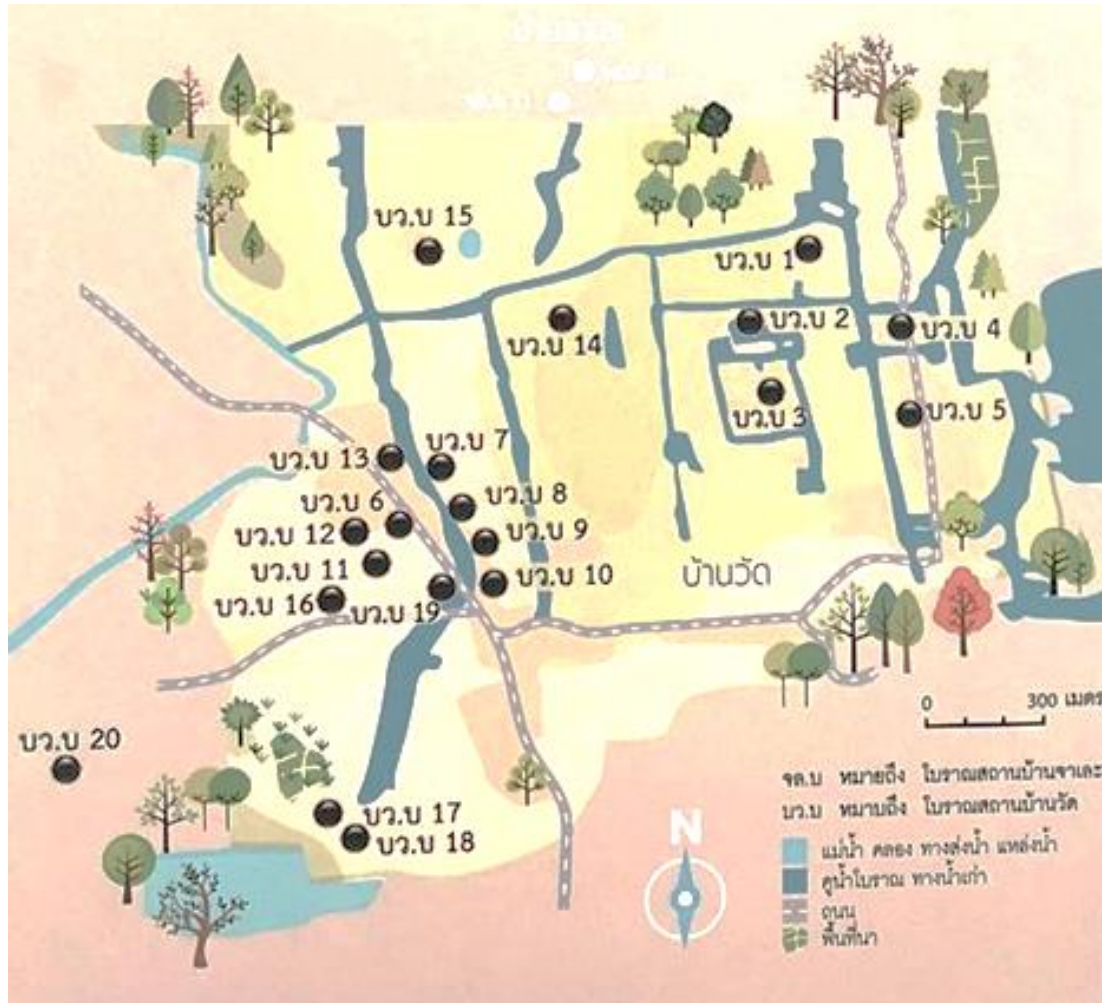 บว.บ 15
บว.บ 1
บว.บ 2
บว.บ 4
บว.บ 14
บว.บ 3
บว.บ 5
บว.บ 7
บว.บ 13
บว.บ 6
บว.บ 8
บว.บ 12
บว.บ 9
บว.บ 11
บว.บ 10
บ้านวัด
บว.บ 16
บว.บ 19
0 300 เมตร
บว.บ 20
บว.บ 17
บว.บ 18
N
จล.บ หมายถึง โบราณสถานบ้านจาเละ
บว.บ หมายถึง โบราณสถานบ้านวัด
แม่น้ำ คลอง ทางส่งน้ำ แหล่งน้ำ
คูน้ำโบราณ ทางน้ำเก่า
ถนน
พื้นที่นา